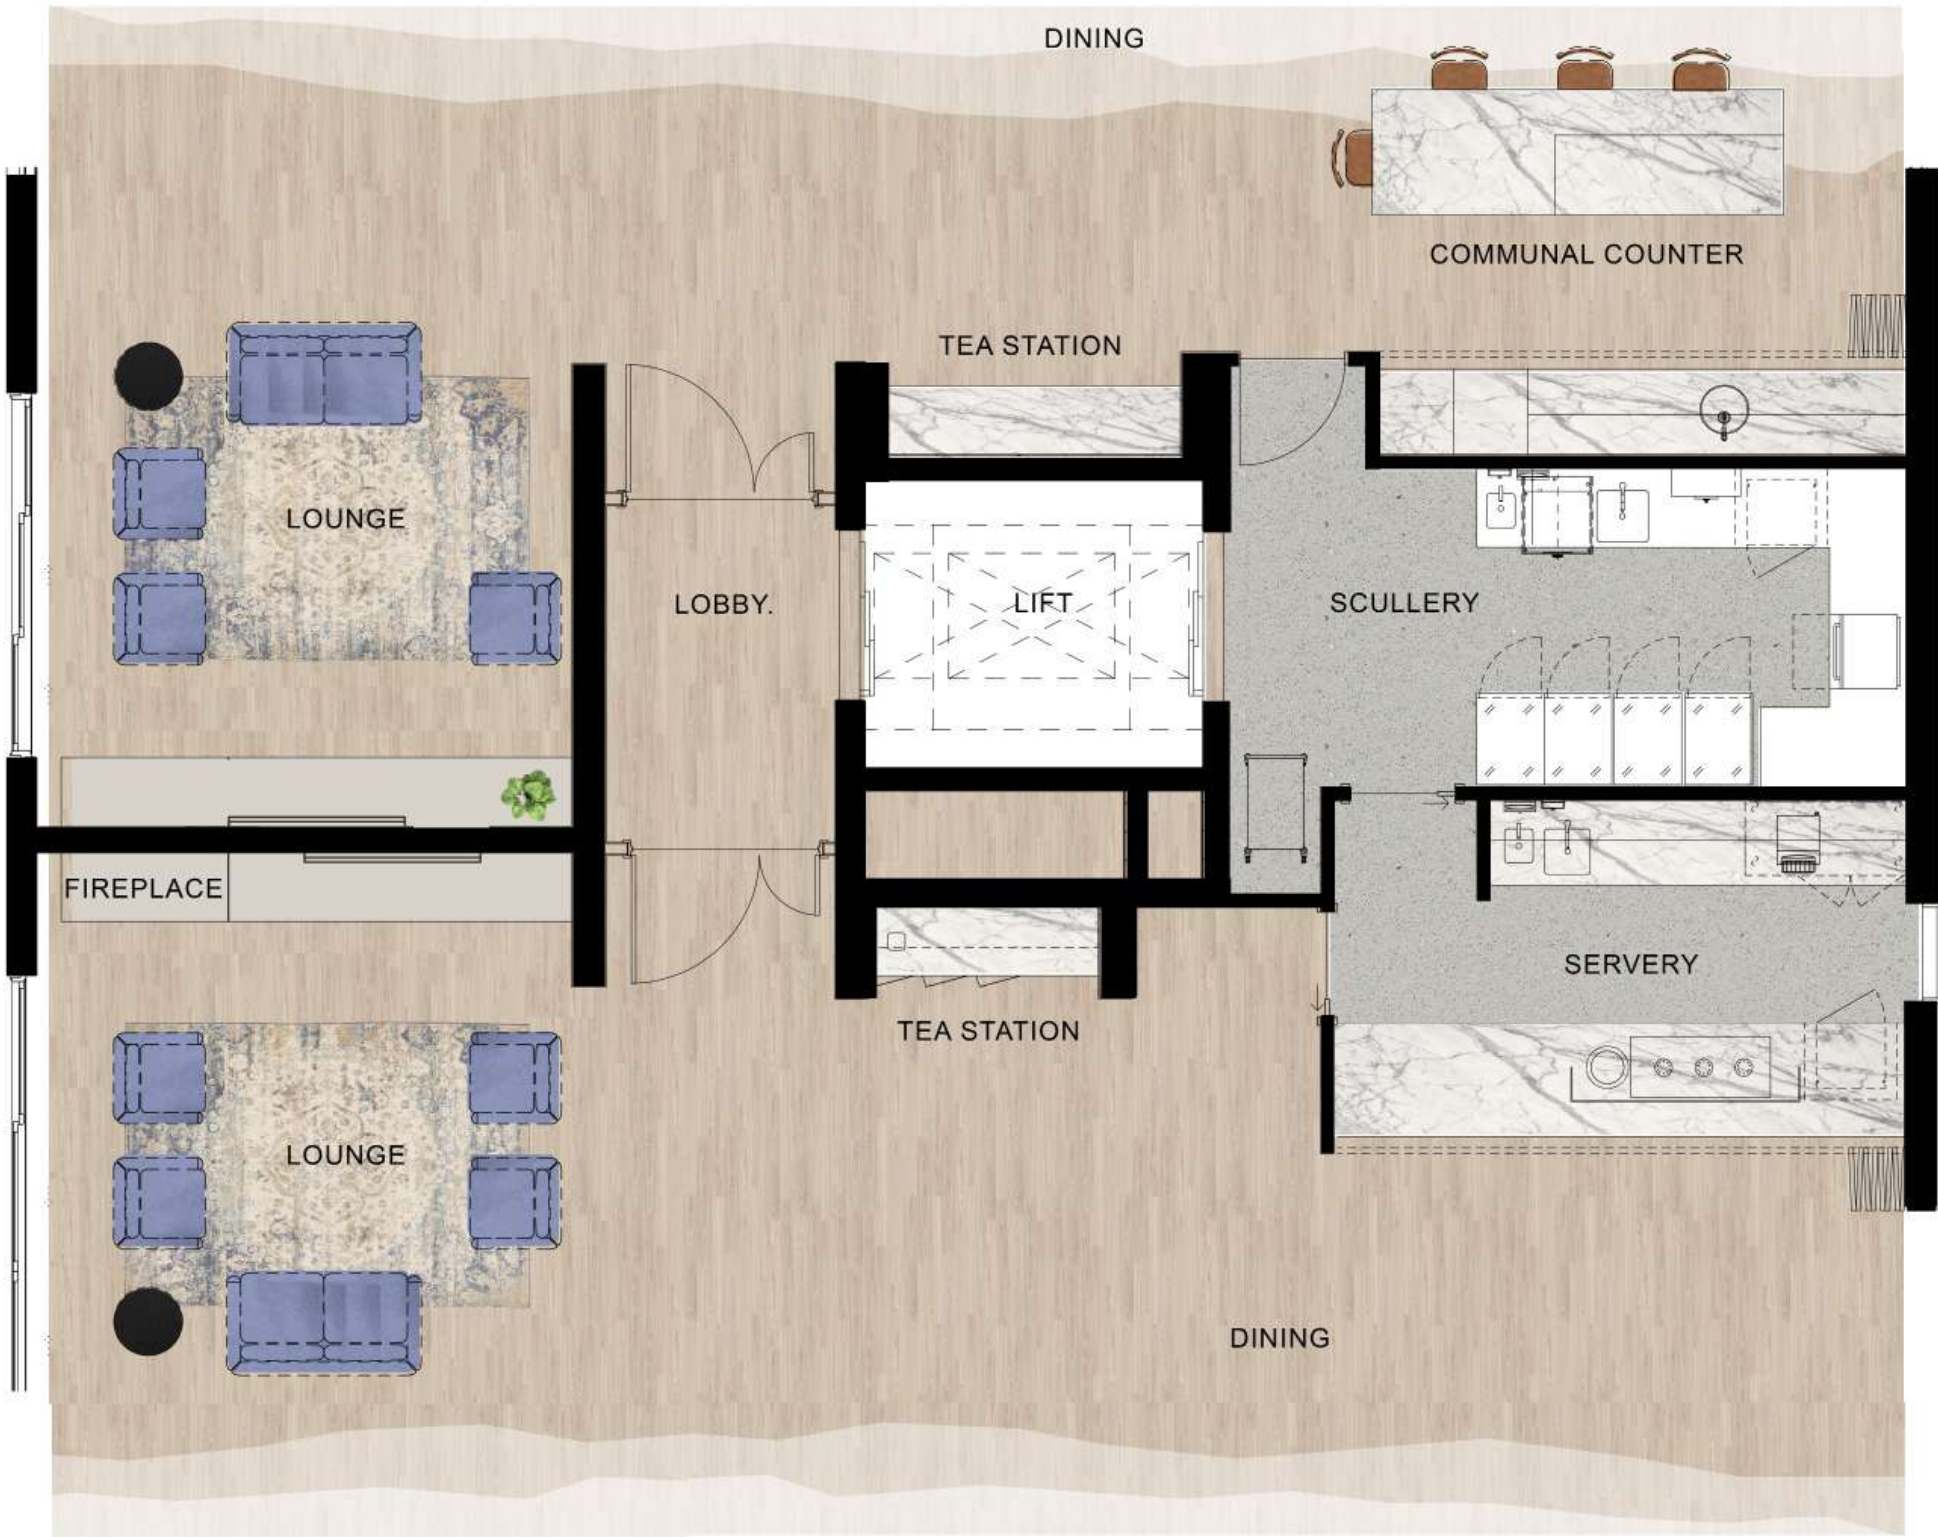 DINING
COMMUNAL COUNTER
TEA STATION
LOUNGE
LOBBY.
LIFT
SCULLERY
FIREPLACE
SERVERY
TEA STATION
LOUNGE
DINING